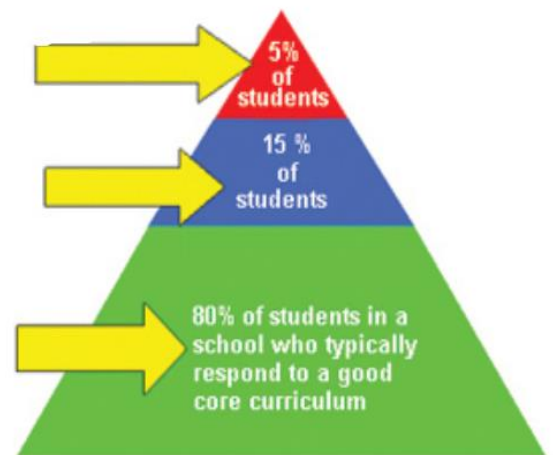 5%
of
students
15 %
of
students
80% of students in a
school who typically
respond to a good
core curriculum